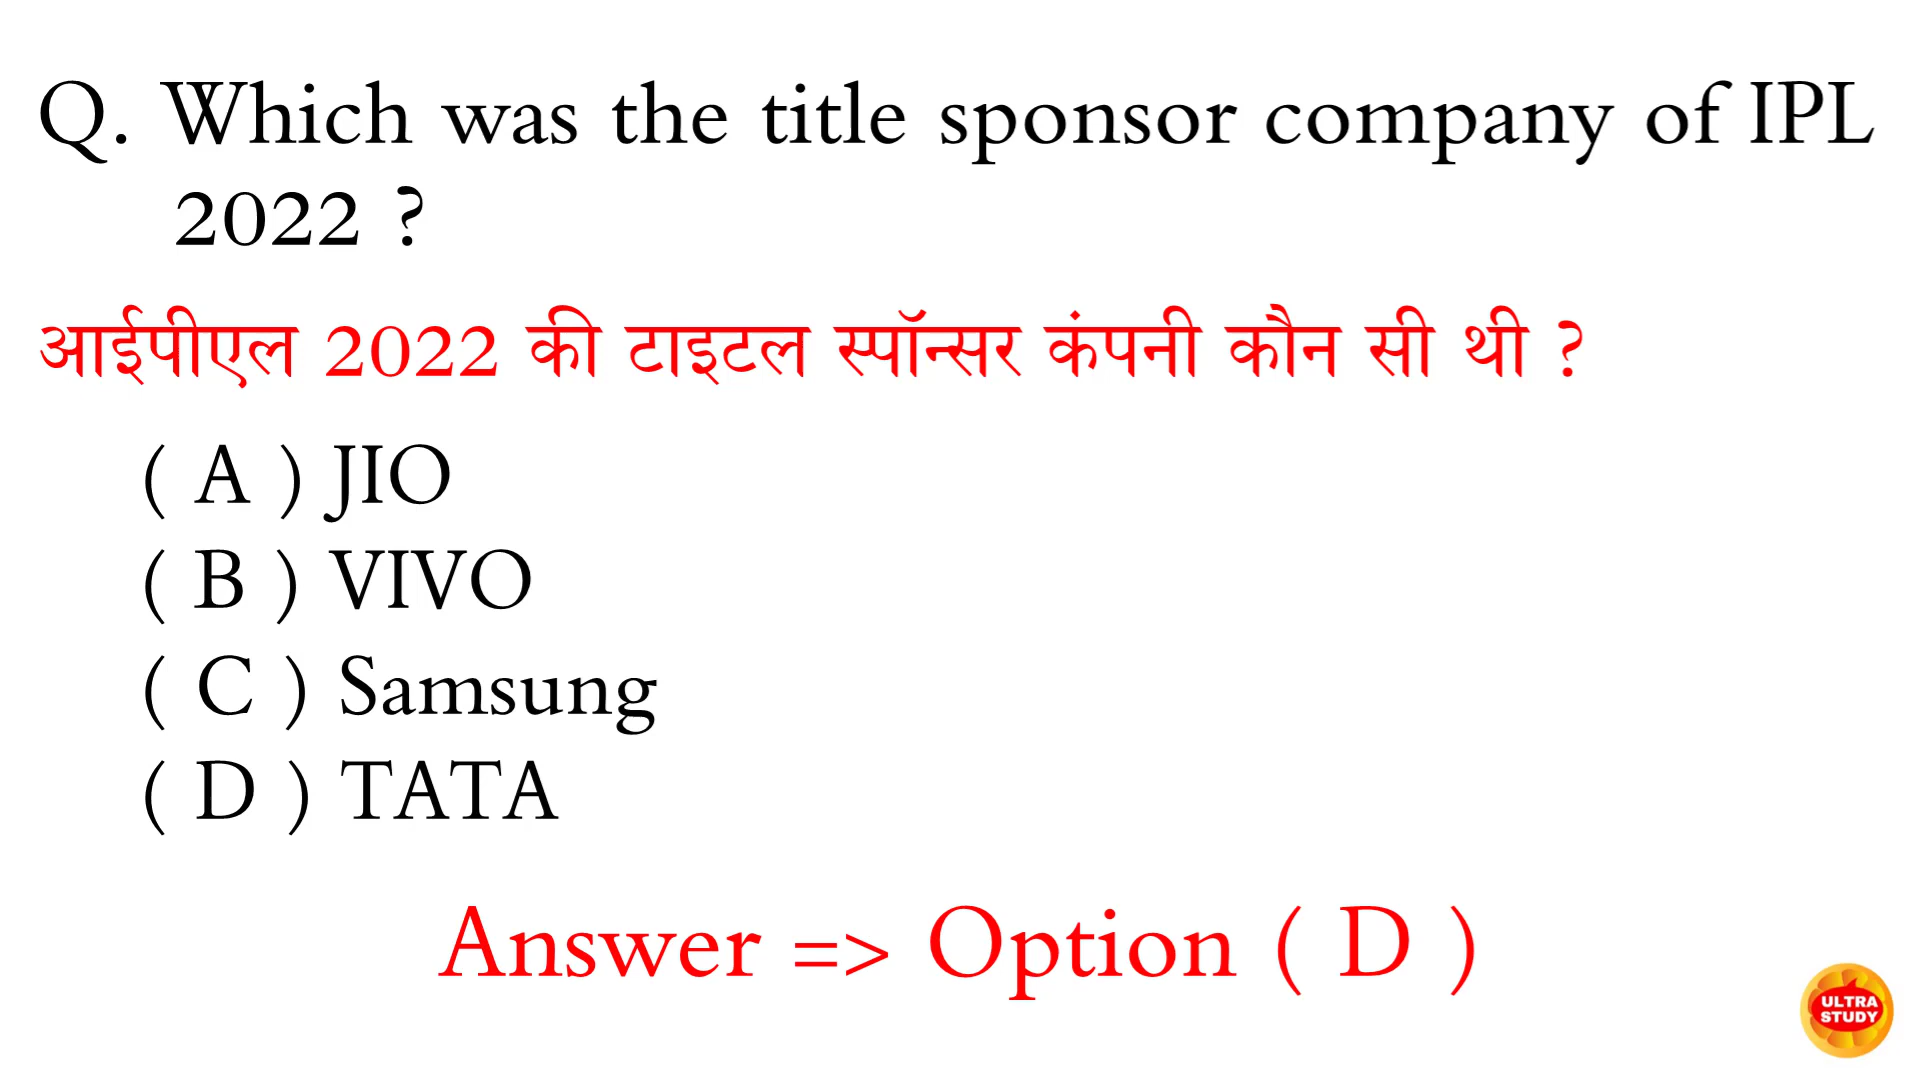 Q. Which was the title sponsor company of IPL
2022 ?
आईपीएल 2022 की टाइटल स्पॉन्सर कंपनी कौन सी थी ?
( A ) JIO
( B ) VIVO
( C ) Samsung
( D ) TATA
Answer => Option ( D )
ULTRA
STUDY